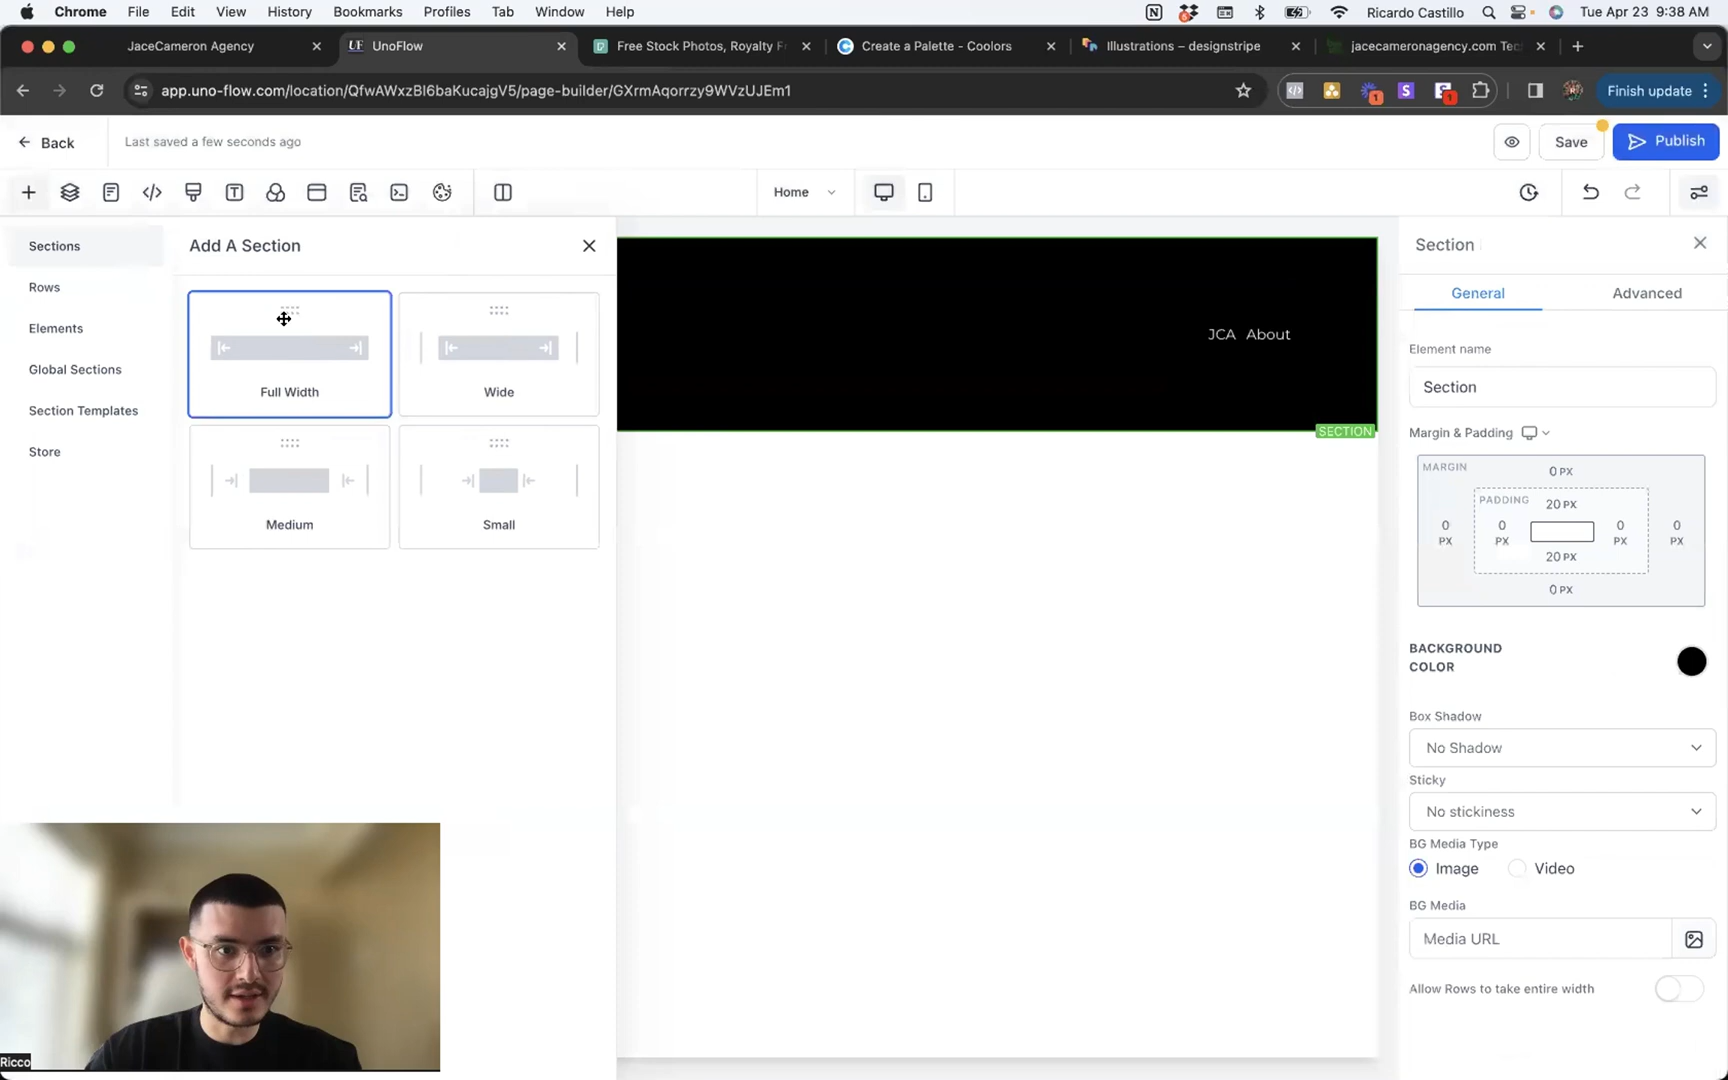 Chrome File Edit View History Bookmarks Profiles Tab Window Help
Ricardo Castillo Tue Apr 23 9:38 AM
JaceCameron Agency
UnoFlow
Free Stock Photos, Royalty Fr
Create a Palette - Coolors
Illustrations – designstripe
jacecameronagency.com Tec
app.uno-flow.com/location/QfwAWxzBI6baKucajgV5/page-builder/GXrmAqorrzy9WVzUJEm1
Finish update
Back
Last saved a few seconds ago
Save
Publish
Home
Sections
Rows
Elements
Global Sections
Section Templates
Store
Add A Section
Full Width
Wide
Medium
Small
JCA About
SECTION
Section
General
Advanced
Element name
Section
Margin & Padding
MARGIN
0 PX
PADDING
20 PX
0 PX
0 PX
0 PX
0 PX
20 PX
0 PX
BACKGROUND
COLOR
Box Shadow
No Shadow
Sticky
No stickiness
BG Media Type
Image
Video
BG Media
Media URL
Allow Rows to take entire width
Ricco